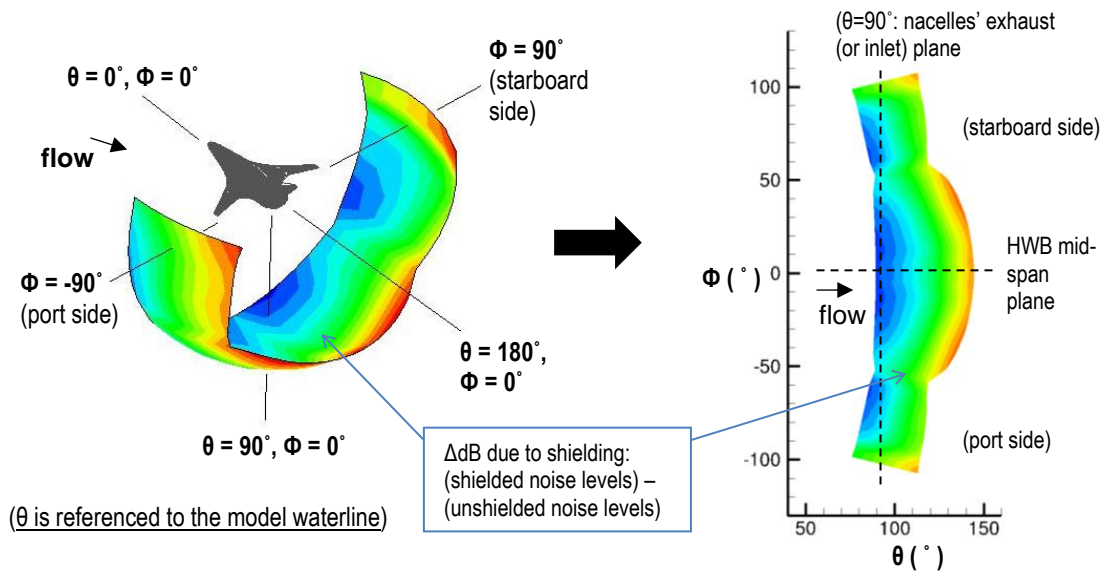 θ = 0˚, Φ = 0˚
Φ = 90˚
(starboard
side)
flow
Φ = -90˚
(port side)
θ = 180˚,
Φ = 0˚
θ = 90˚, Φ = 0˚
(θ is referenced to the model waterline)
ΔdB due to shielding:
(shielded noise levels) –
(unshielded noise levels)
(θ=90˚: nacelles’ exhaust
(or inlet) plane
100
50
0
-50
-100
Φ ( ˚ )
(starboard side)
HWB mid-
span
plane
flow
(port side)
50
100
150
θ ( ˚ )